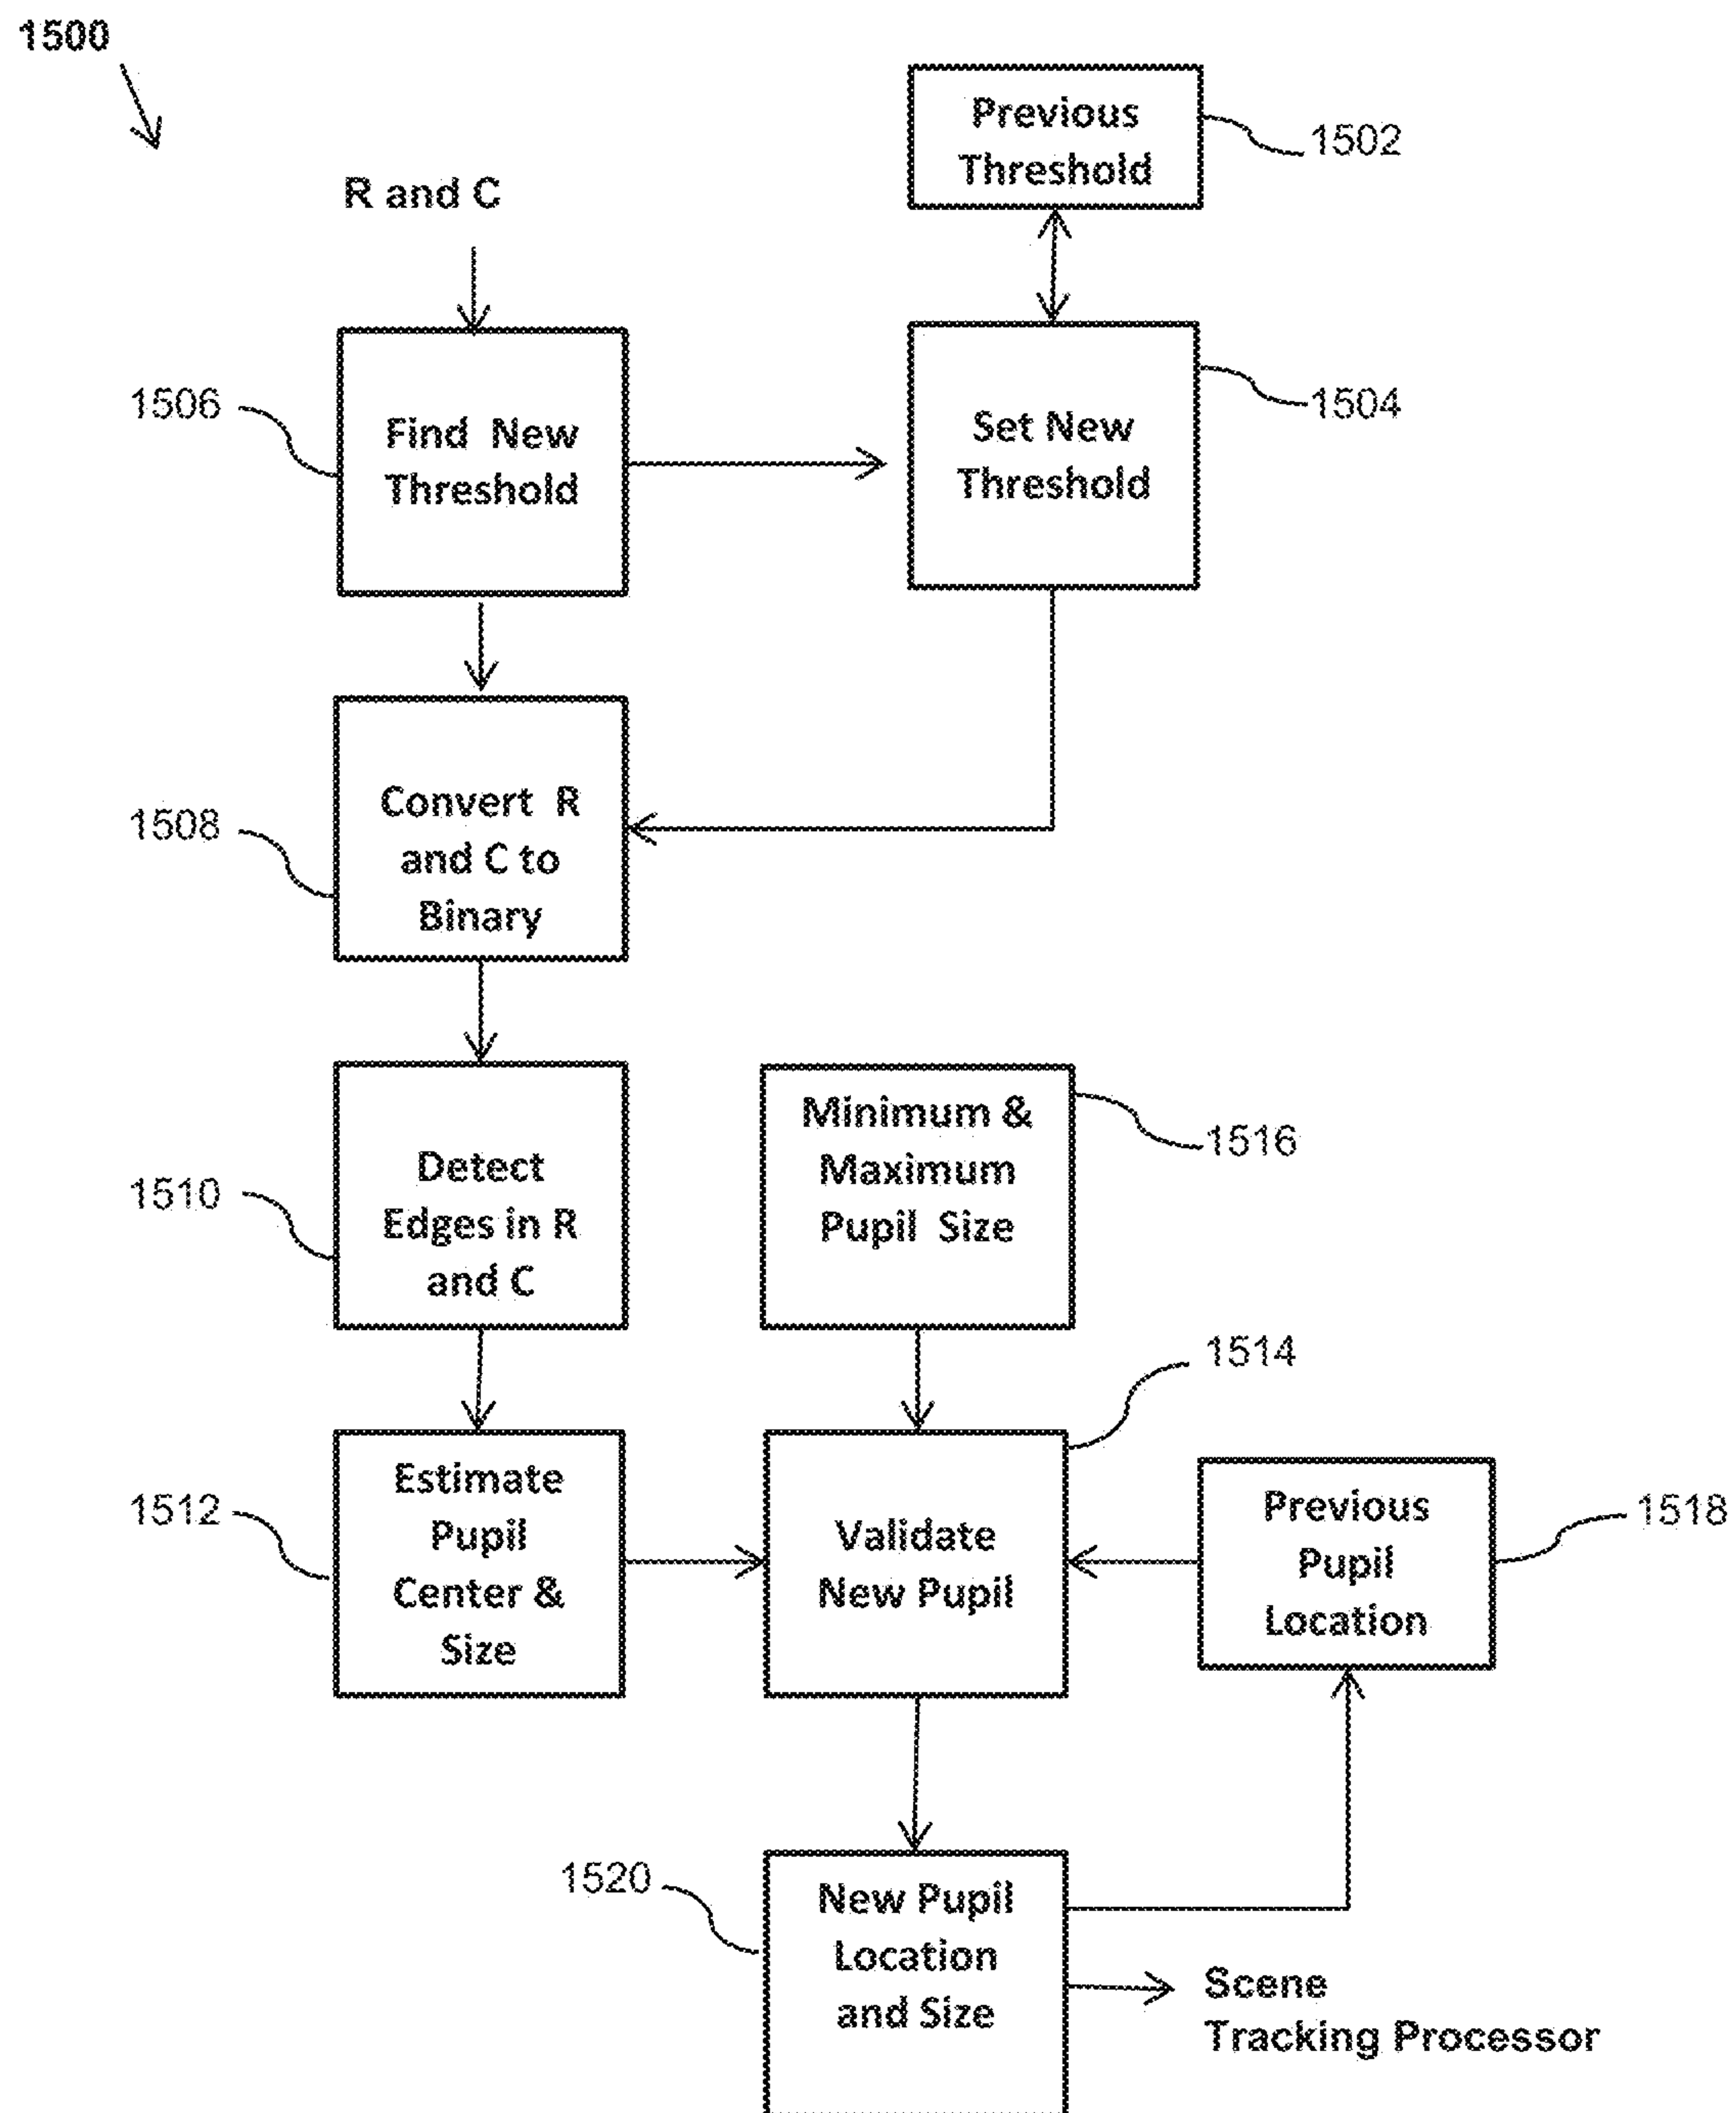 1500
Previous
Threshold
1502
R and C
1506
Find New
Threshold
Set New
Threshold
1504
1508
Convert R
and C to
Binary
1510
Detect
Edges in R
and C
Minimum &
Maximum
Pupil Size
1516
1514
1512
Estimate
Pupil
Center &
Size
Validate
New Pupil
Previous
Pupil
Location
1518
1520
New Pupil
Location
and Size
Scene
Tracking Processor